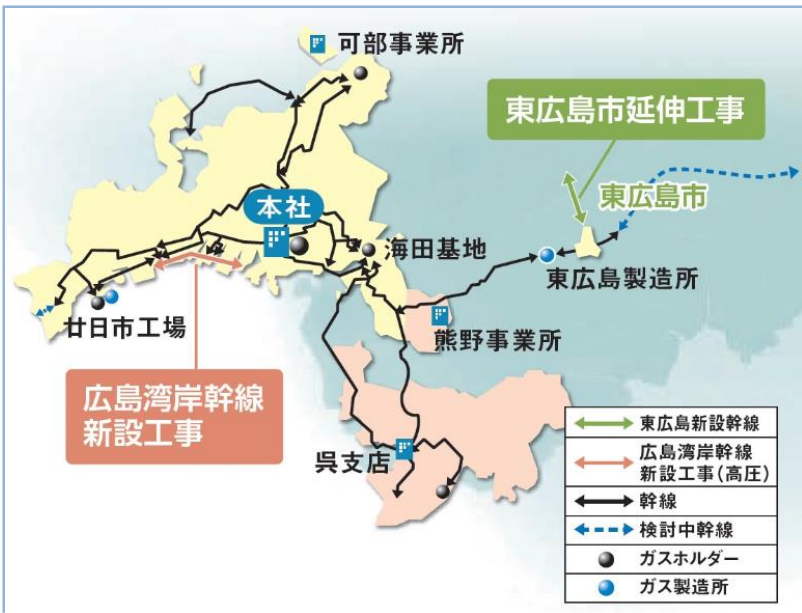 可部事業所
東広島市延伸工事
東広島市
本社
海田基地
東広島製造所
廿日市工場
熊野事業所
広島湾岸幹線
新設工事
呉支店
東広島新設幹線
広島湾岸幹線
新設工事(高圧)
幹線
検討中幹線
ガスホルダー
ガス製造所